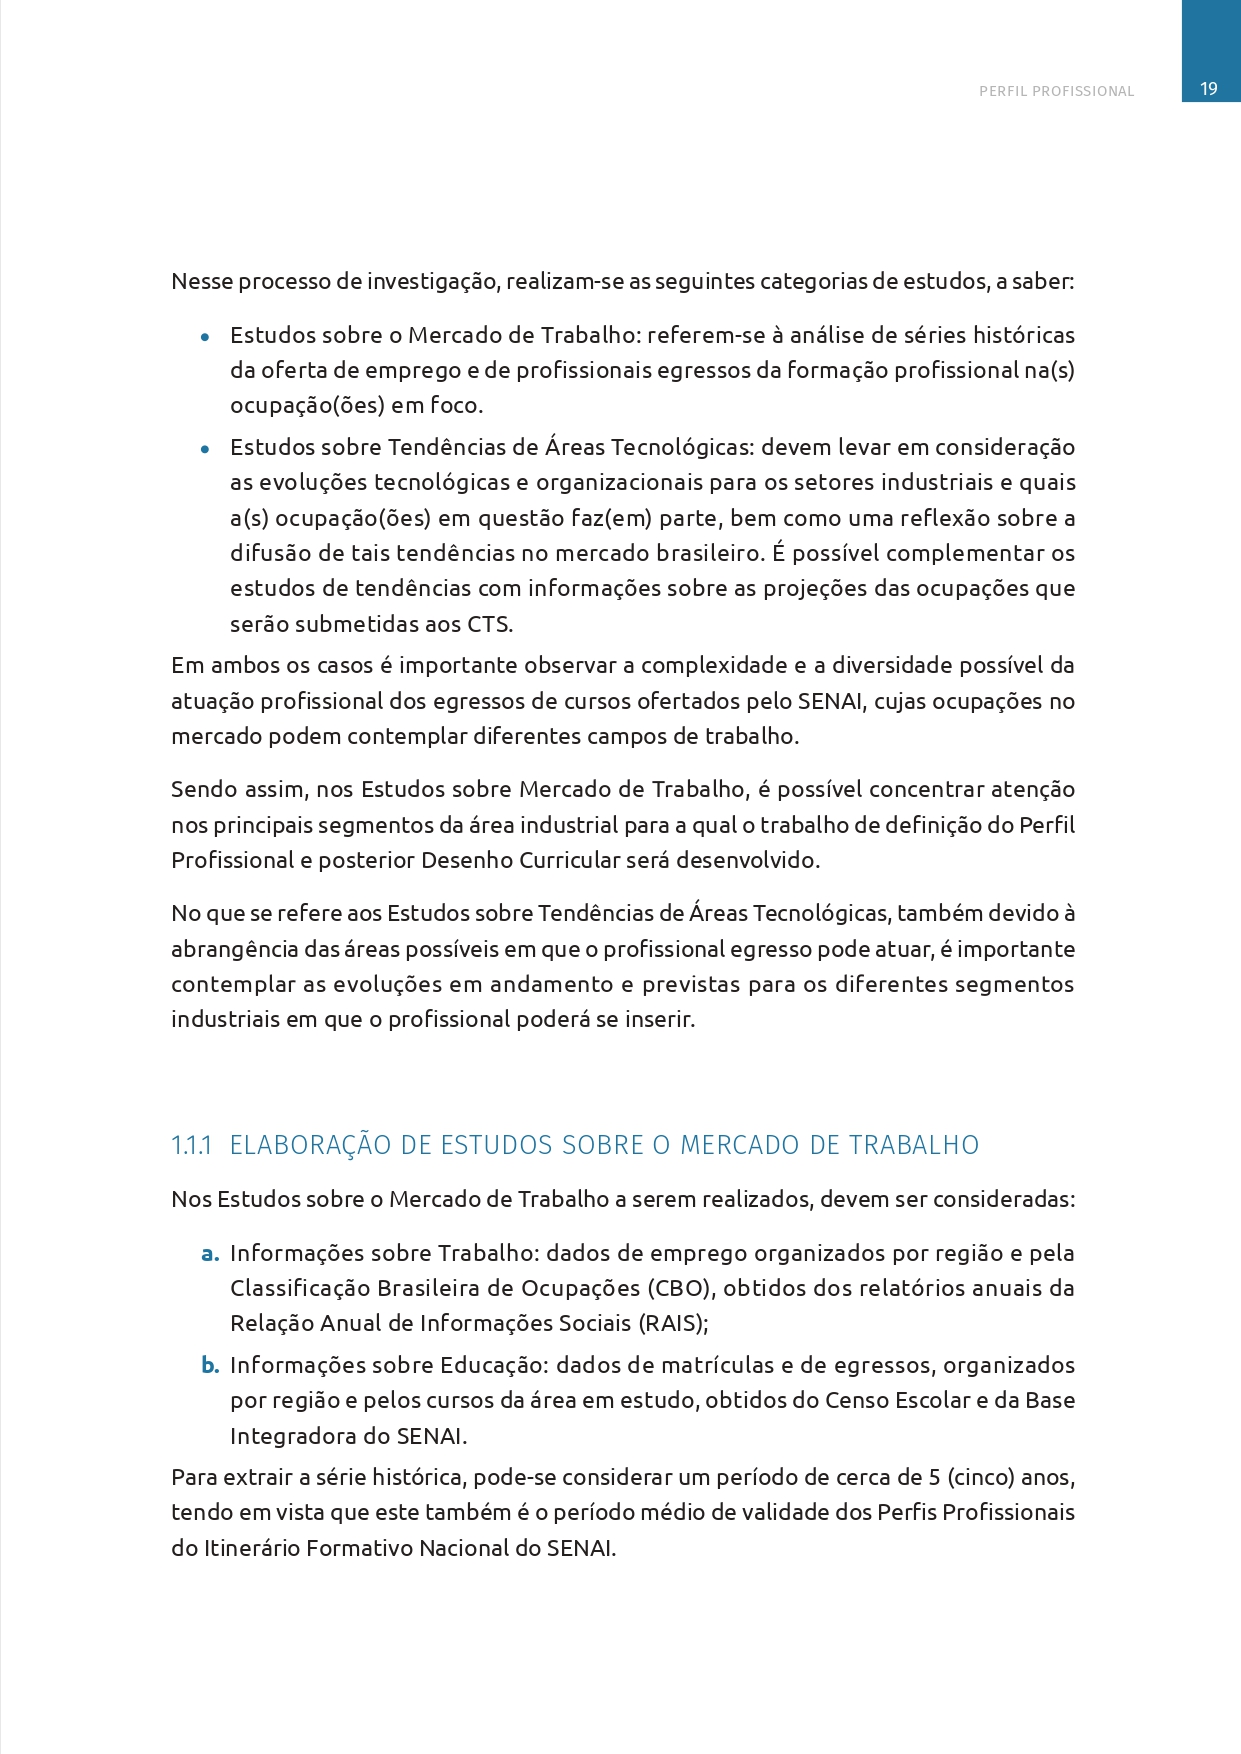 PERFIL PROFISSIONAL
19
Nesse processo de investigação, realizam-se as seguintes categorias de estudos, a saber:
• Estudos sobre o Mercado de Trabalho: referem-se à análise de séries históricas
da oferta de emprego e de profissionais egressos da formação profissional na(s)
ocupação(ões) em foco.
• Estudos sobre Tendências de Áreas Tecnológicas: devem levar em consideração
as evoluções tecnológicas e organizacionais para os setores industriais e quais
a(s) ocupação(ões) em questão faz(em) parte, bem como uma reflexão sobre a
difusão de tais tendências no mercado brasileiro. É possível complementar os
estudos de tendências com informações sobre as projeções das ocupações que
serão submetidas aos CTS.
Em ambos os casos é importante observar a complexidade e a diversidade possível da
atuação profissional dos egressos de cursos ofertados pelo SENAI, cujas ocupações no
mercado podem contemplar diferentes campos de trabalho.
Sendo assim, nos Estudos sobre Mercado de Trabalho, é possível concentrar atenção
nos principais segmentos da área industrial para a qual o trabalho de definição do Perfil
Profissional e posterior Desenho Curricular será desenvolvido.
No que se refere aos Estudos sobre Tendências de Áreas Tecnológicas, também devido à
abrangência das áreas possíveis em que o profissional egresso pode atuar, é importante
contemplar as evoluções em andamento e previstas para os diferentes segmentos
industriais em que o profissional poderá se inserir.
1.1.1 ELABORAÇÃO DE ESTUDOS SOBRE O MERCADO DE TRABALHO
Nos Estudos sobre o Mercado de Trabalho a serem realizados, devem ser consideradas:
a. Informações sobre Trabalho: dados de emprego organizados por região e pela
Classificação Brasileira de Ocupações (CBO), obtidos dos relatórios anuais da
Relação Anual de Informações Sociais (RAIS);
b. Informações sobre Educação: dados de matrículas e de egressos, organizados
por região e pelos cursos da área em estudo, obtidos do Censo Escolar e da Base
Integradora do SENAI.
Para extrair a série histórica, pode-se considerar um período de cerca de 5 (cinco) anos,
tendo em vista que este também é o período médio de validade dos Perfis Profissionais
do Itinerário Formativo Nacional do SENAI.